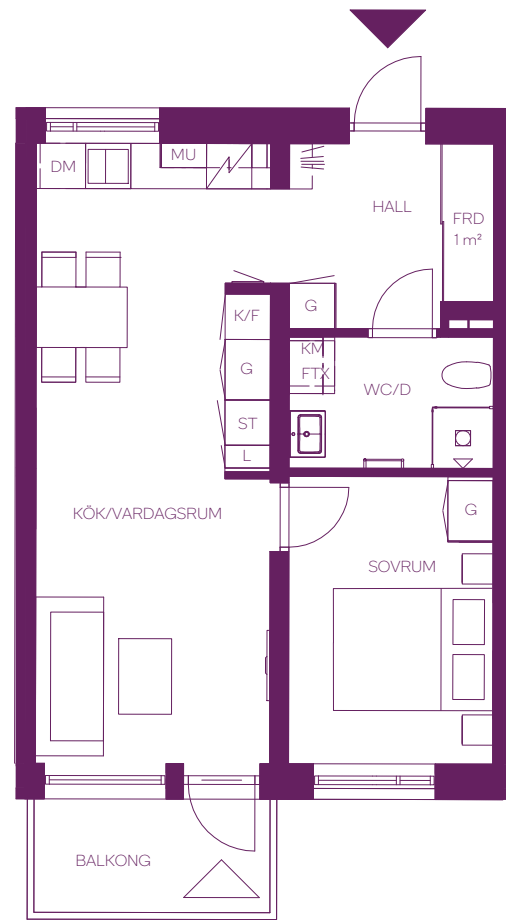 DM
MU
HALL
FRD
1 m²
K/F
G
G
KM
FTX
WC/D
ST
L
KÖK/VARDAGSRUM
G
SOVRUM
BALKONG